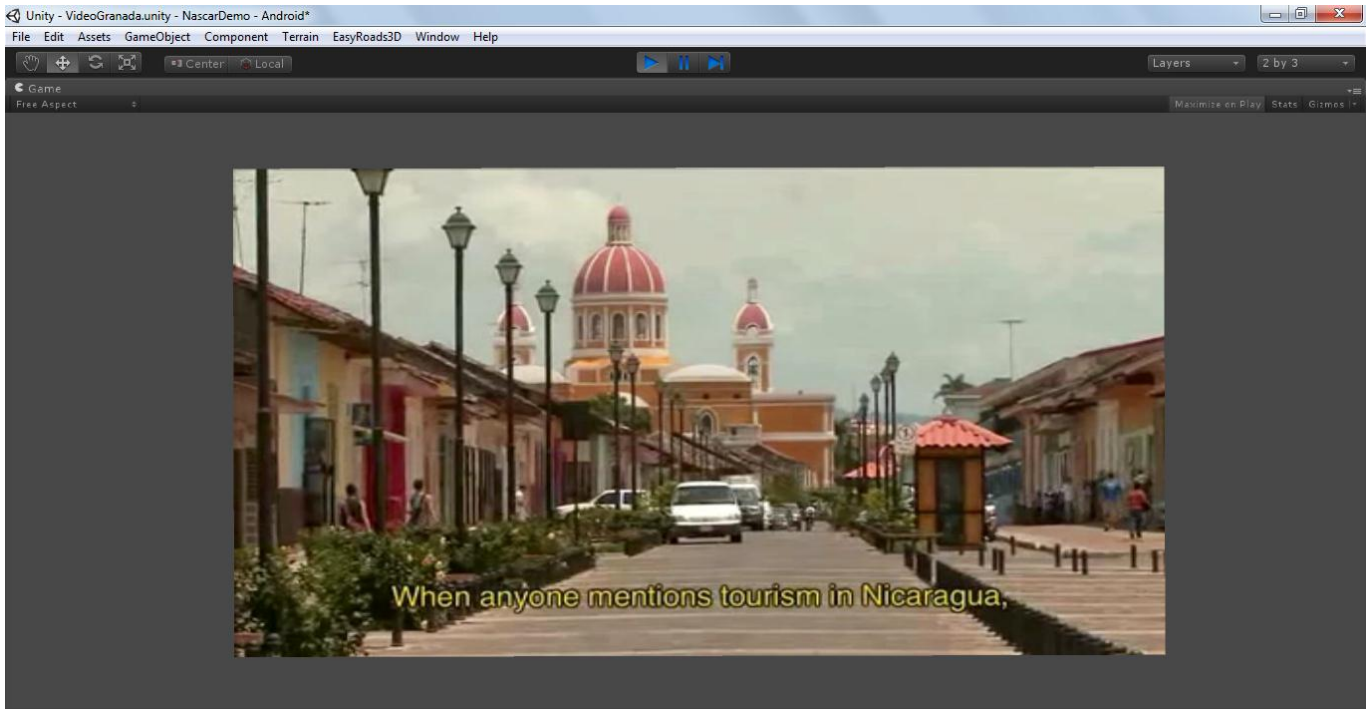 Unity - VideoGranada.unity - NascarDemo - Android*
File Edit Assets GameObject Component Terrain EasyRoads3D Window Help
Center Local Layers 2 by 3
Game
Free Aspect Maximize on Play Stats Gizmos
When anyone mentions tourism in Nicaragua,